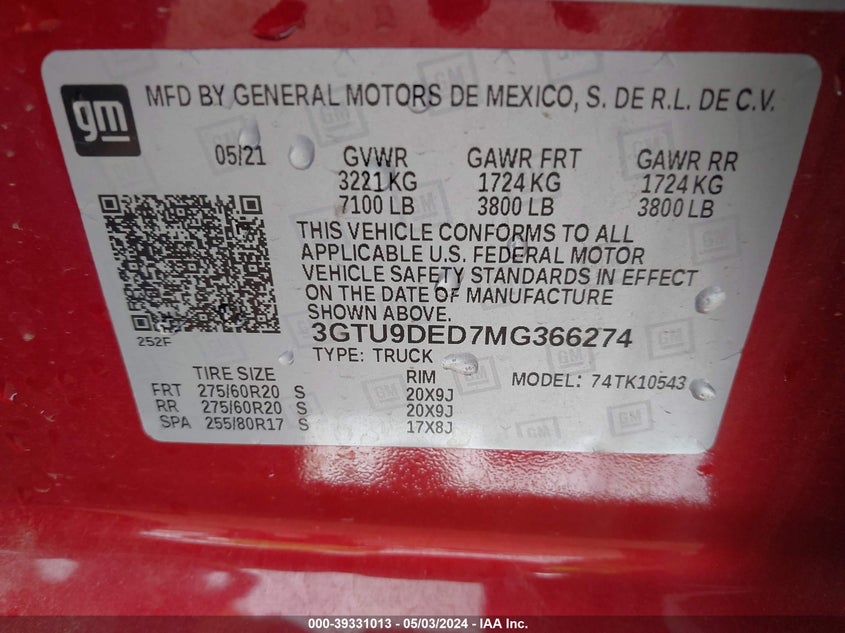 gm
MFD BY GENERAL MOTORS DE MEXICO, S. DE R.L. DE C.V.
05/21 GVWR GAWR FRT GAWR RR
3221 KG 1724 KG 1724 KG
7100 LB 3800 LB 3800 LB
THIS VEHICLE CONFORMS TO ALL
APPLICABLE U.S. FEDERAL MOTOR
VEHICLE SAFETY STANDARDS IN EFFECT
ON THE DATE OF MANUFACTURE
SHOWN ABOVE.
252F
3GTU9DED7MG366274
TYPE: TRUCK
TIRE SIZE RIM MODEL: 74TK10543
FRT 275/60R20 S 20X9J
RR 275/60R20 S 20X9J
SPA 255/80R17 S 17X8J
000-39331013 — 05/03/2024 — IAA Inc.